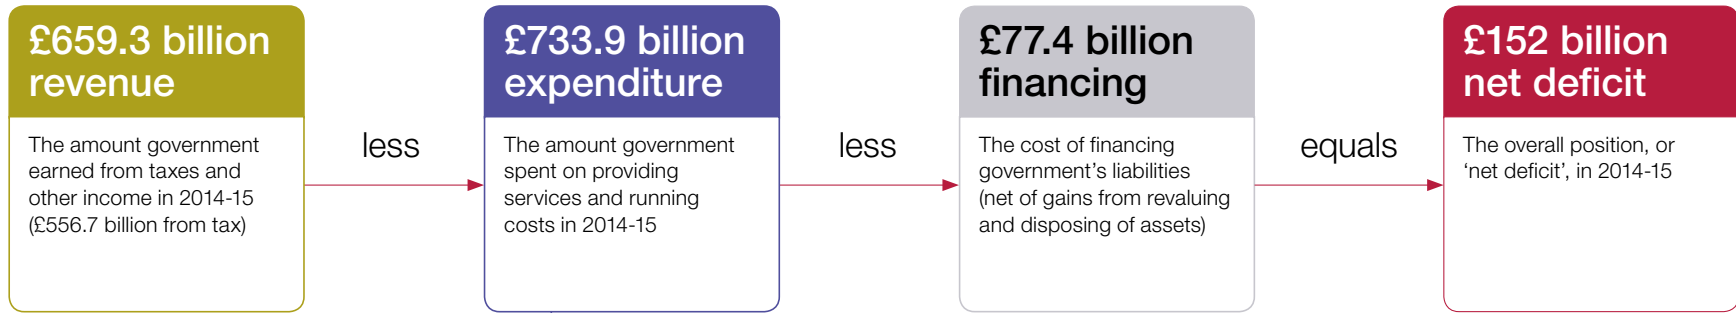 £659.3 billion
revenue
The amount government
earned from taxes and
other income in 2014-15
(£556.7 billion from tax)
less
£733.9 billion
expenditure
The amount government
spent on providing
services and running
costs in 2014-15
less
£77.4 billion
financing
The cost of financing
government’s liabilities
(net of gains from revaluing
and disposing of assets)
equals
£152 billion
net deficit
The overall position, or
‘net deficit’, in 2014-15